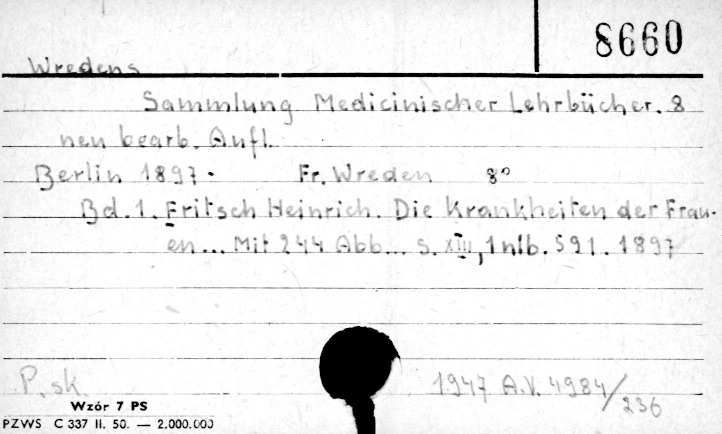 8660
Wredens
Sammlung Medicinischer Lehrbücher. 8
neu bearb. Aufl.
Berlin 1897. Fr. Wreden 8°
Bd. 1. Fritsch Heinrich. Die Krankheiten der Frau-
en... Mit 244 Abb... S. XIII, 1 nlb. 591. 1897
P. sk. 1947 A.V. 4984/236
Wzór 7 PS
PZWS C 337 II. 50. — 2.000.000